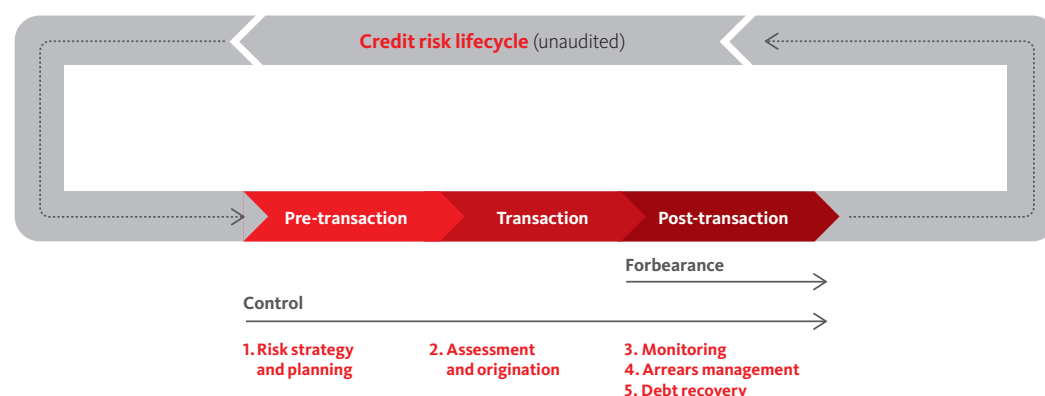 Credit risk lifecycle (unaudited)
Pre-transaction
Transaction
Post-transaction
Forbearance
Control
1. Risk strategy
and planning
2. Assessment
and origination
3. Monitoring
4. Arrears management
5. Debt recovery